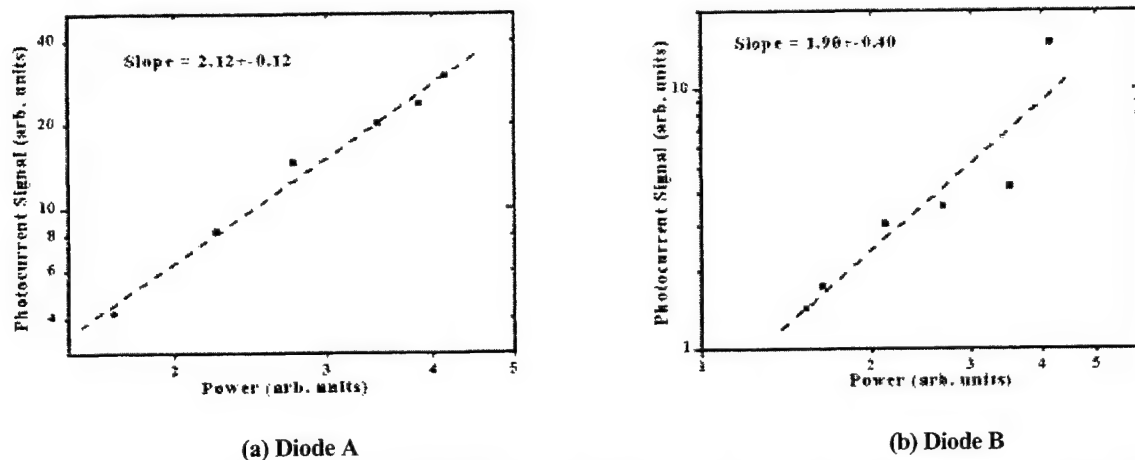 40
20
10
8
6
4
Slope = 2.12+-0.12
Photocurrent Signal (arb. units)
2
3
4
5
Power (arb. units)
(a) Diode A
10
1
Slope = 1.90+-0.40
Photocurrent Signal (arb. units)
1
2
3
4
5
Power (arb. units)
(b) Diode B